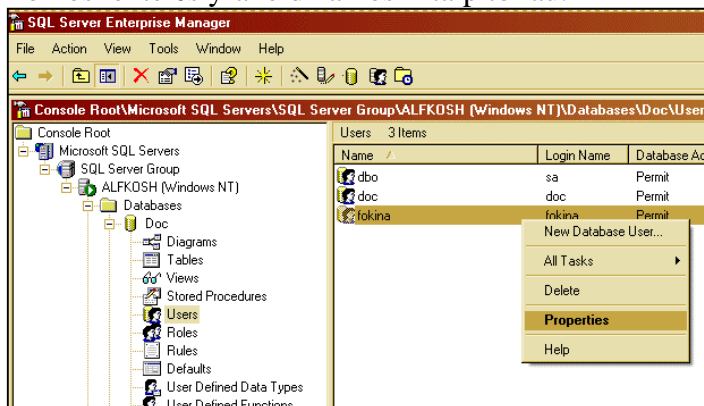 SQL Server Enterprise Manager
File Action View Tools Window Help
Console Root\Microsoft SQL Servers\SQL Server Group\ALFKOSH (Windows NT)\Databases\Doc\User
Console Root
Users 3 Items
Microsoft SQL Servers
SQL Server Group
ALFKOSH (Windows NT)
Databases
Doc
Diagrams
Tables
Views
Stored Procedures
Users
Roles
Rules
Defaults
User Defined Data Types
User Defined Functions
Name Login Name Database Ac
dbo sa Permit
doc doc Permit
fokina fokina Permit
New Database User...
All Tasks
Delete
Properties
Help